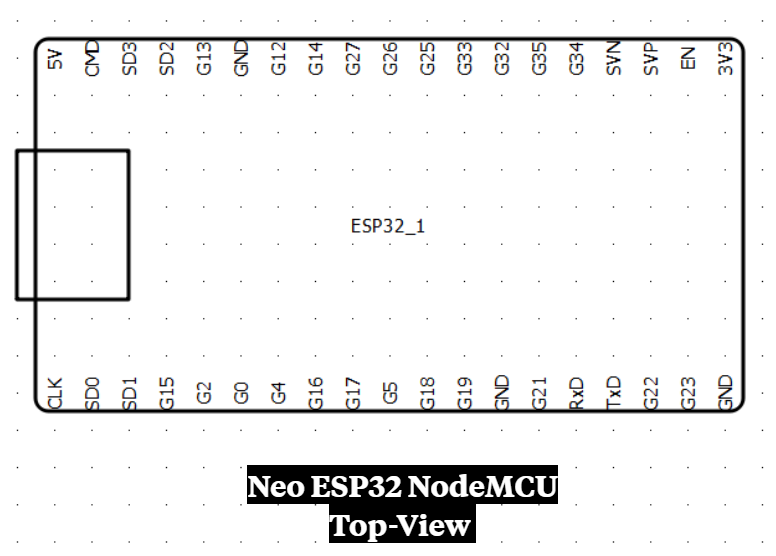 5V CMD SD3 SD2 G13 GND G12 G14 G27 G26 G25 G33 G32 G35 G34 SVN SVP EN 3V3
ESP32_1
CLK SD0 SD1 G15 G2 G0 G4 G16 G17 G5 G18 G19 GND G21 RxD TxD G22 G23 GND
Neo ESP32 NodeMCU
Top-View